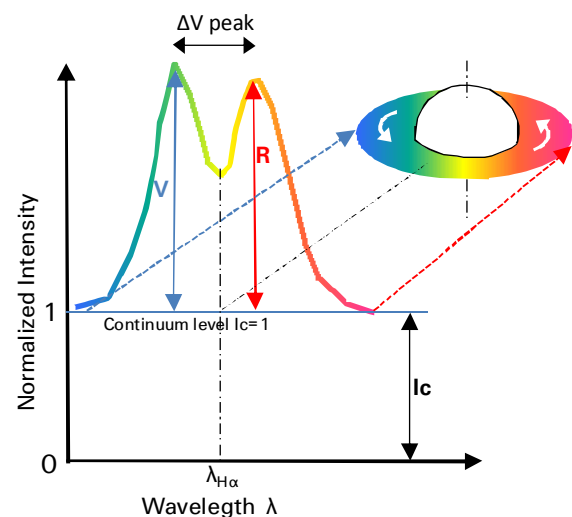 ΔV peak
V
R
Normalized Intensity
1
Continuum level Ic= 1
Ic
0
λHα
Wavelegth λ